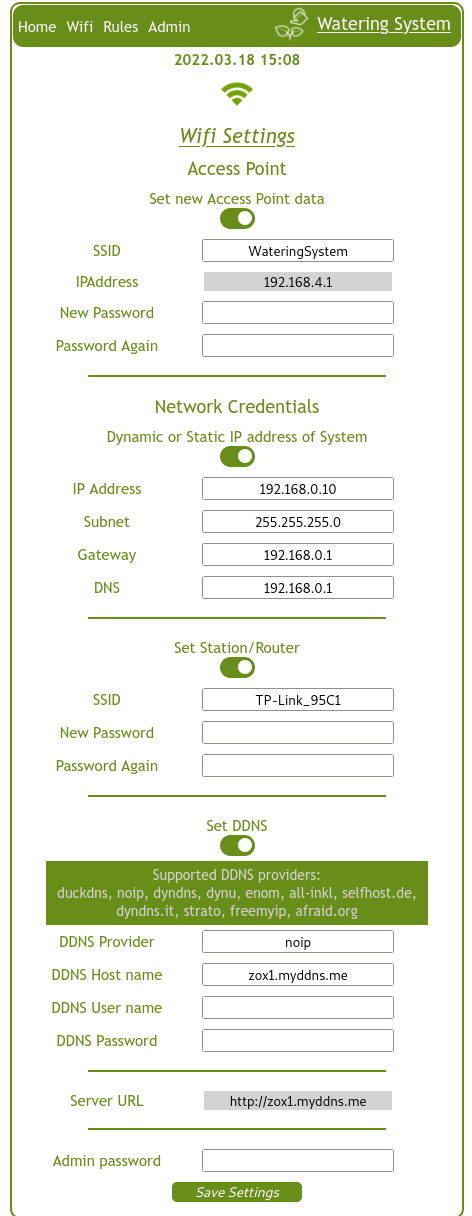 Home Wifi Rules Admin Watering System
2022.03.18 15:08
Wifi Settings
Access Point
Set new Access Point data
SSID WateringSystem
IPAddress 192.168.4.1
New Password
Password Again
Network Credentials
Dynamic or Static IP address of System
IP Address 192.168.0.10
Subnet 255.255.255.0
Gateway 192.168.0.1
DNS 192.168.0.1
Set Station/Router
SSID TP-Link_95C1
New Password
Password Again
Set DDNS
Supported DDNS providers:
duckdns, noip, dyndns, dynu, enom, all-inkl, selfhost.de,
dyndns.it, strato, freemyip, afraid.org
DDNS Provider noip
DDNS Host name zox1.myddns.me
DDNS User name
DDNS Password
Server URL http://zox1.myddns.me
Admin password
Save Settings